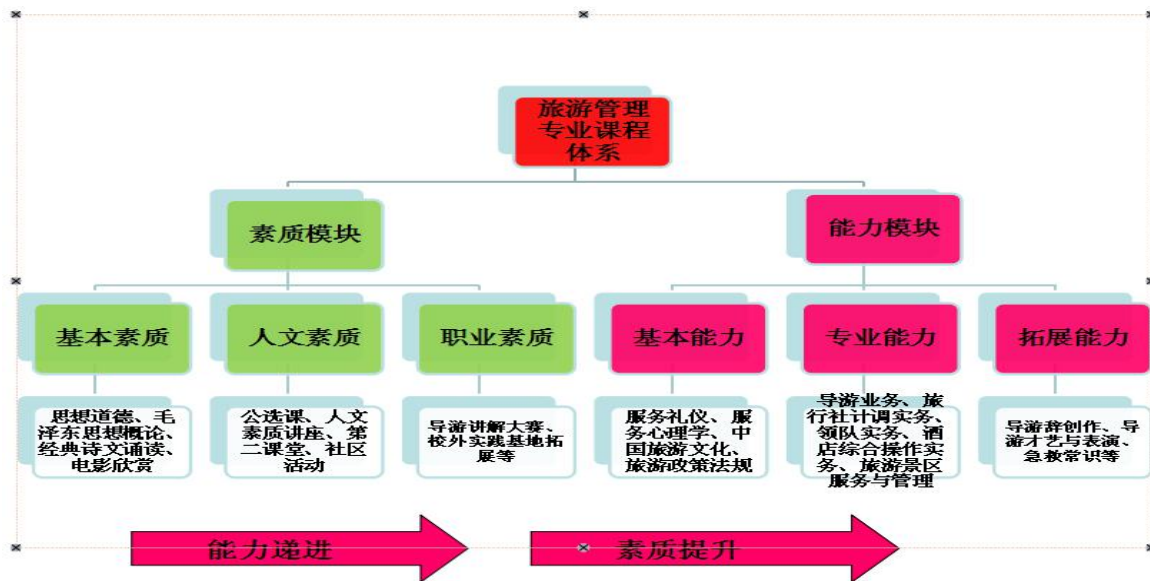 旅游管理
专业课程
体系
素质模块
能力模块
基本素质
人文素质
职业素质
基本能力
专业能力
拓展能力
思想道德、毛
泽东思想概论、
经典诗文诵读、
电影欣赏
公选课、人文
素质讲座、第
二课堂、社区
活动
导游讲解大赛、
校外实践基地拓
展等
服务礼仪、服
务心理学、中
国旅游文化、
旅游政策法规
导游业务、旅
行社计调实务、
领队实务、酒
店综合操作实
务、旅游景区
服务与管理
导游辞创作、导
游才艺与表演、
急救常识等
能力递进
素质提升